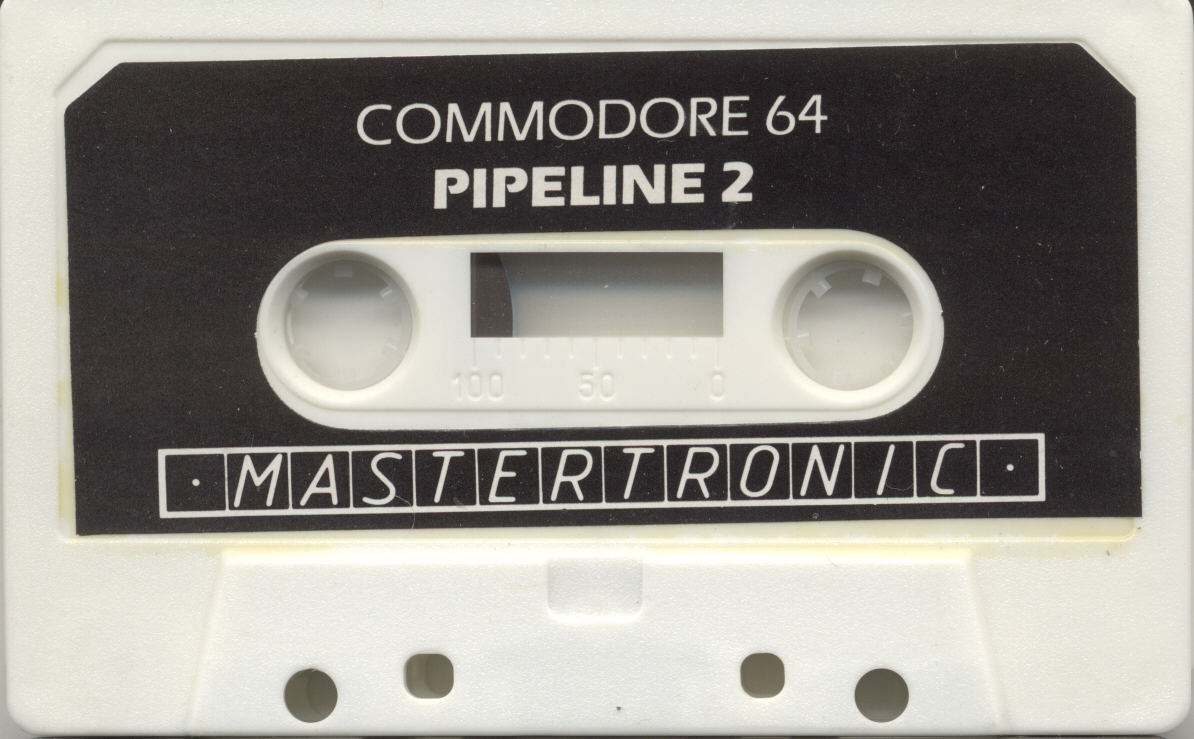 COMMODORE 64
PIPELINE 2
100 50 0
· MASTERTRONIC ·